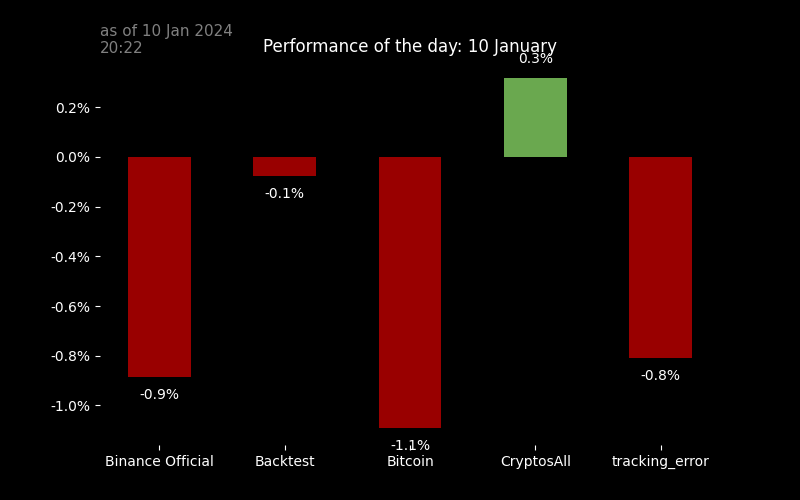 as of 10 Jan 2024
20:22
Performance of the day: 10 January
0.3%
0.2%
0.0%
-0.2%
-0.4%
-0.6%
-0.8%
-1.0%
-0.9%
-0.1%
-1.1%
-0.8%
Binance Official
Backtest
Bitcoin
CryptosAll
tracking_error